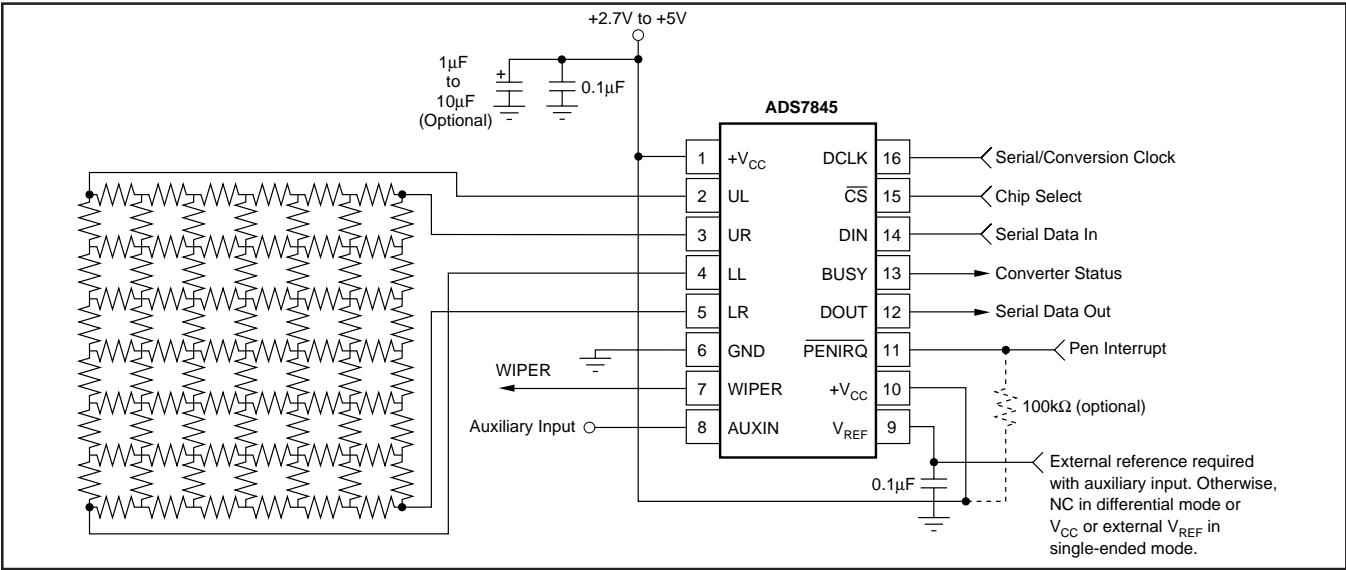 +2.7V to +5V
1µF
to
10µF
(Optional)
+
0.1µF
ADS7845
1 +VCC DCLK 16 Serial/Conversion Clock
2 UL CS 15 Chip Select
3 UR DIN 14 Serial Data In
4 LL BUSY 13 Converter Status
5 LR DOUT 12 Serial Data Out
6 GND PENIRQ 11 Pen Interrupt
WIPER
7 WIPER +VCC 10
100kΩ (optional)
Auxiliary Input 8 AUXIN VREF 9
0.1µF
External reference required
with auxiliary input. Otherwise,
NC in differential mode or
VCC or external VREF in
single-ended mode.